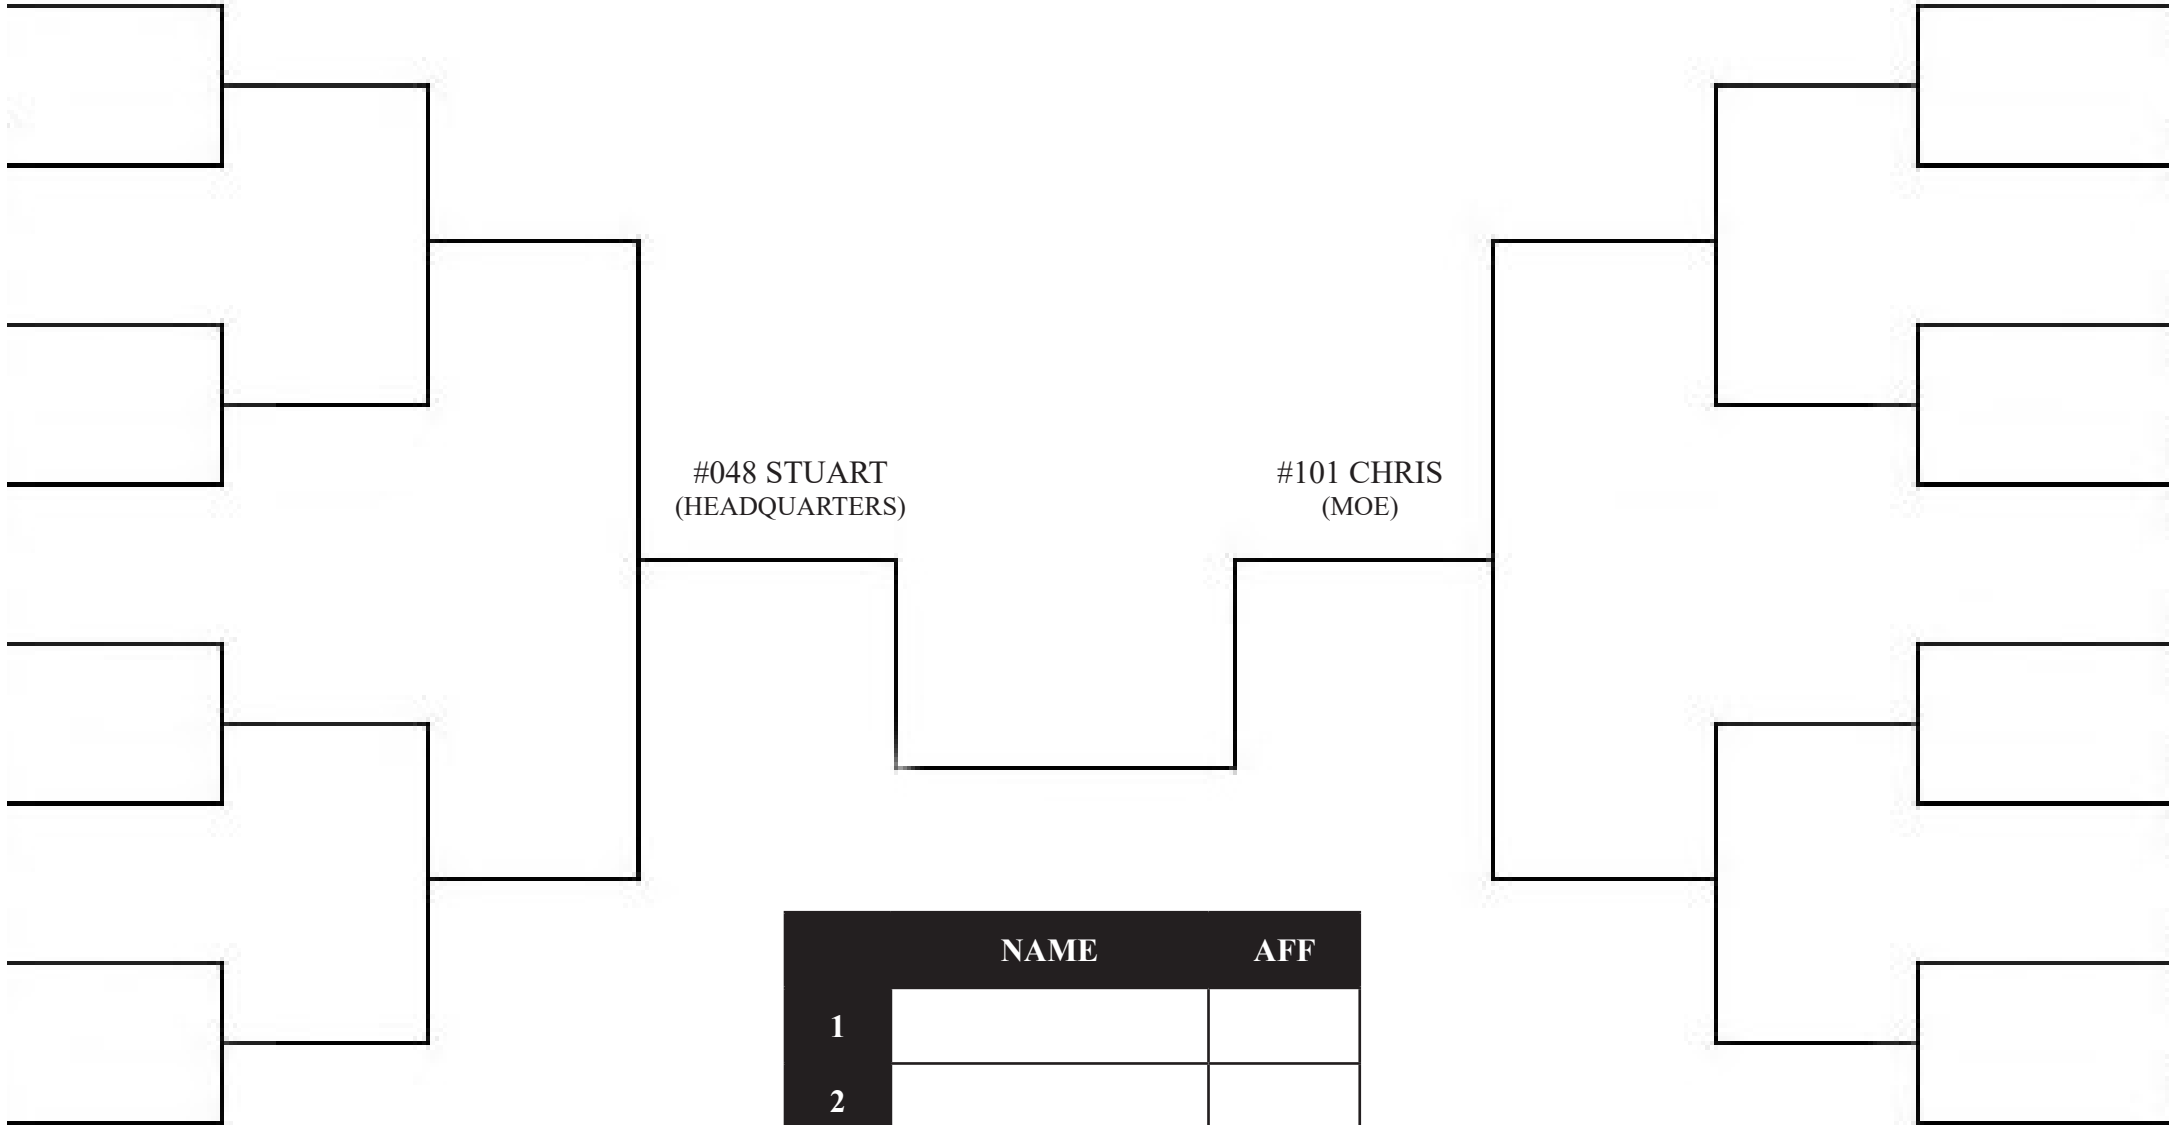 #048 STUART
(HEADQUARTERS)
#101 CHRIS
(MOE)
NAME AFF
1
2